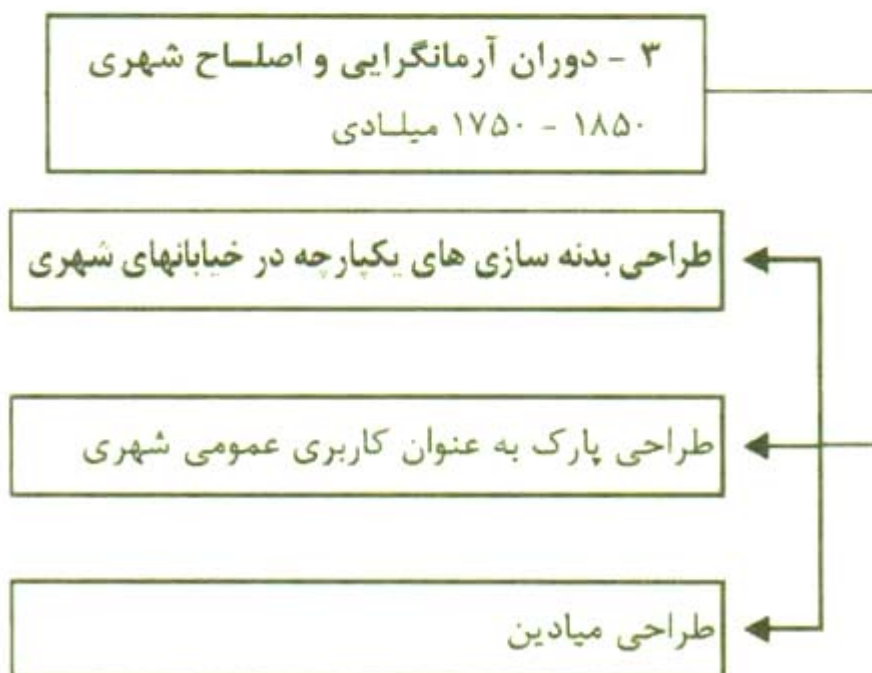 ۳ - دوران آرمانگرایی و اصلاح شهری
۱۸۵۰ - ۱۷۵۰ میلادی
طراحی بدنه سازی های یکپارچه در خیابانهای شهری
طراحی پارک به عنوان کاربری عمومی شهری
طراحی میادین